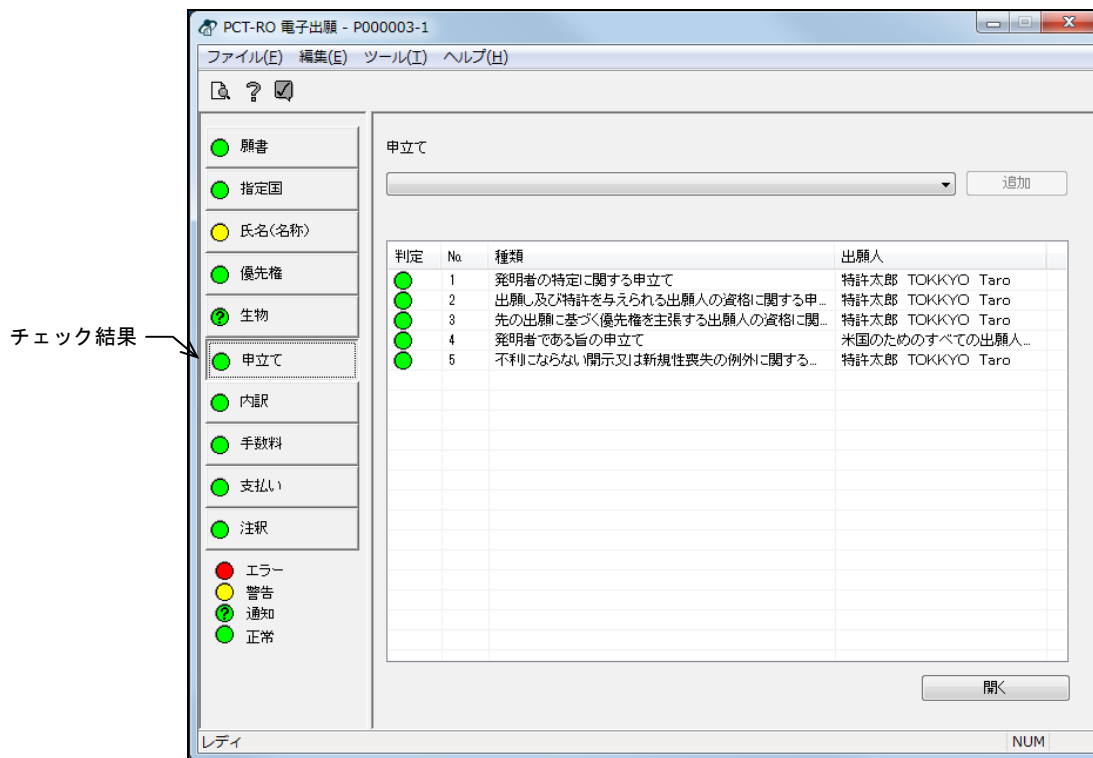 PCT-RO 電子出願 - P000003-1
ファイル(F) 編集(E) ツール(T) ヘルプ(H)
願書
指定国
氏名(名称)
優先権
生物
申立て
内訳
手数料
支払い
注釈
エラー
警告
通知
正常
チェック結果
申立て
追加
判定 No. 種類 出願人
1 発明者の特定に関する申立て 特許太郎 TOKKYO Taro
2 出願し及び特許を与えられる出願人の資格に関する申... 特許太郎 TOKKYO Taro
3 先の出願に基づく優先権を主張する出願人の資格に関... 特許太郎 TOKKYO Taro
4 発明者である旨の申立て 米国のためのすべての出願人...
5 不利にならない開示又は新規性喪失の例外に関する... 特許太郎 TOKKYO Taro
開く
レディ NUM